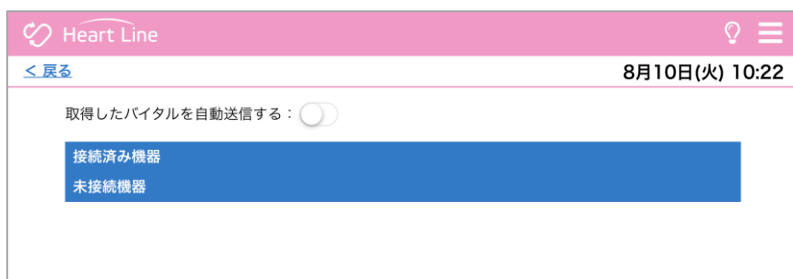 Heart Line
< 戻る
8月10日(火) 10:22
取得したバイタルを自動送信する：
接続済み機器
未接続機器